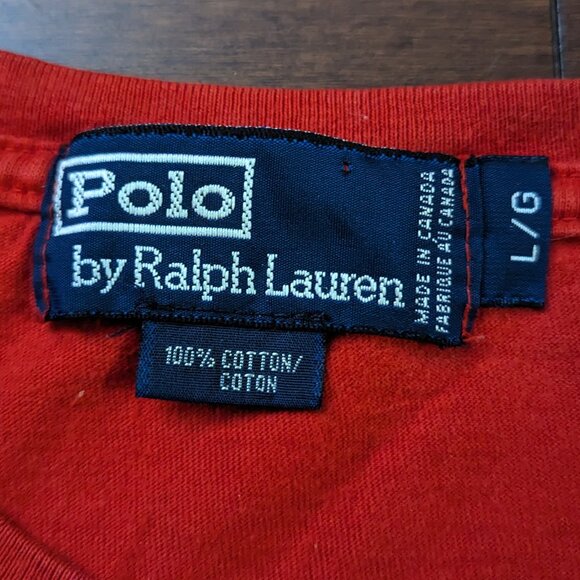 Polo
by Ralph Lauren
MADE IN CANADA
FABRIQUE AU CANADA
L/G
100% COTTON/
COTON